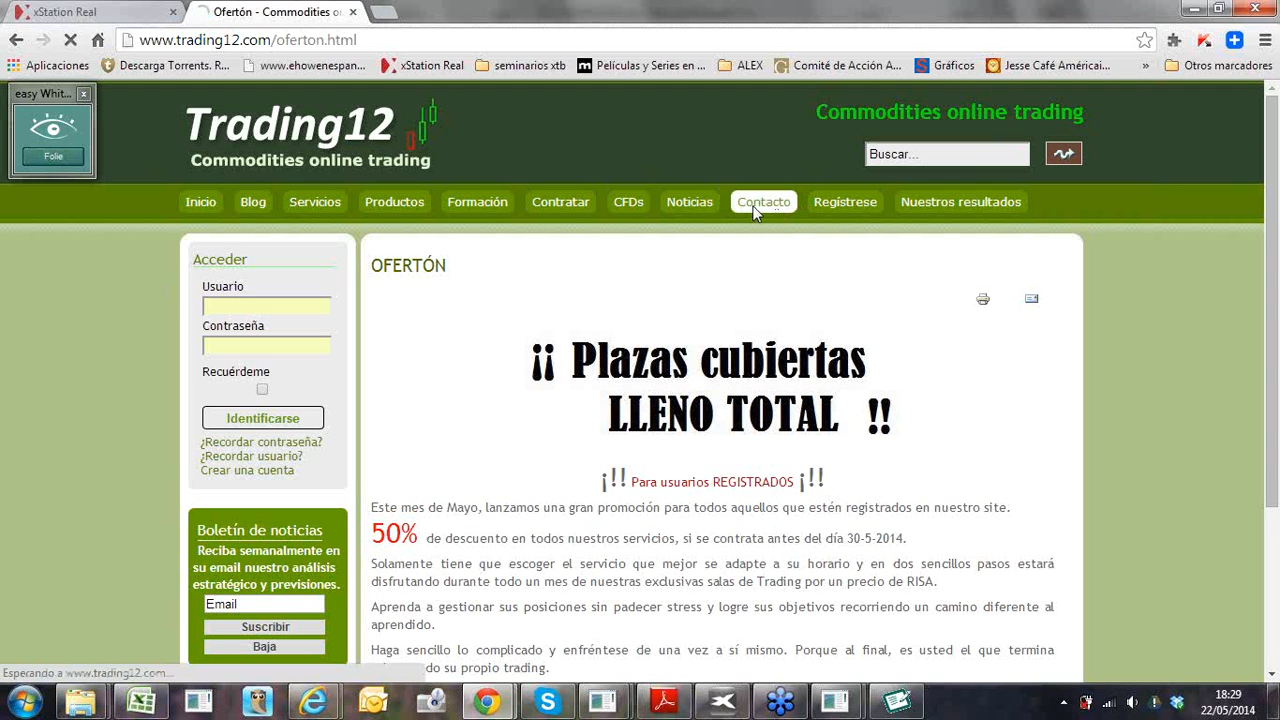 xStation Real
Ofertón - Commodities o
www.trading12.com/oferton.html
Aplicaciones
Descarga Torrents. R...
www.ehowenespan...
xStation Real
seminarios xtb
Películas y Series en ...
ALEX
Comité de Acción A...
Gráficos
Jesse Café Américai...
»
Otros marcadores
easy Whit...
Folie
Trading12
Commodities online trading
Commodities online trading
Buscar...
Inicio
Blog
Servicios
Productos
Formación
Contratar
CFDs
Noticias
Contacto
Regístrese
Nuestros resultados
Acceder
Usuario
Contraseña
Recuérdeme
Identificarse
¿Recordar contraseña?
¿Recordar usuario?
Crear una cuenta
Boletín de noticias
Reciba semanalmente en
su email nuestro análisis
estratégico y previsiones.
Email
Suscribir
Baja
OFERTÓN
¡¡ Plazas cubiertas
LLENO TOTAL !!
¡!! Para usuarios REGISTRADOS ¡!!
Este mes de Mayo, lanzamos una gran promoción para todos aquellos que estén registrados en nuestro site.
50% de descuento en todos nuestros servicios, si se contrata antes del día 30-5-2014.
Solamente tiene que escoger el servicio que mejor se adapte a su horario y en dos sencillos pasos estará
disfrutando durante todo un mes de nuestras exclusivas salas de Trading por un precio de RISA.
Aprenda a gestionar sus posiciones sin padecer stress y logre sus objetivos recorriendo un camino diferente al
aprendido.
Haga sencillo lo complicado y enfréntese de una vez a sí mismo. Porque al final, es usted el que termina
do su propio trading.
Esperando a www.trading12.com...
18:29
22/05/2014